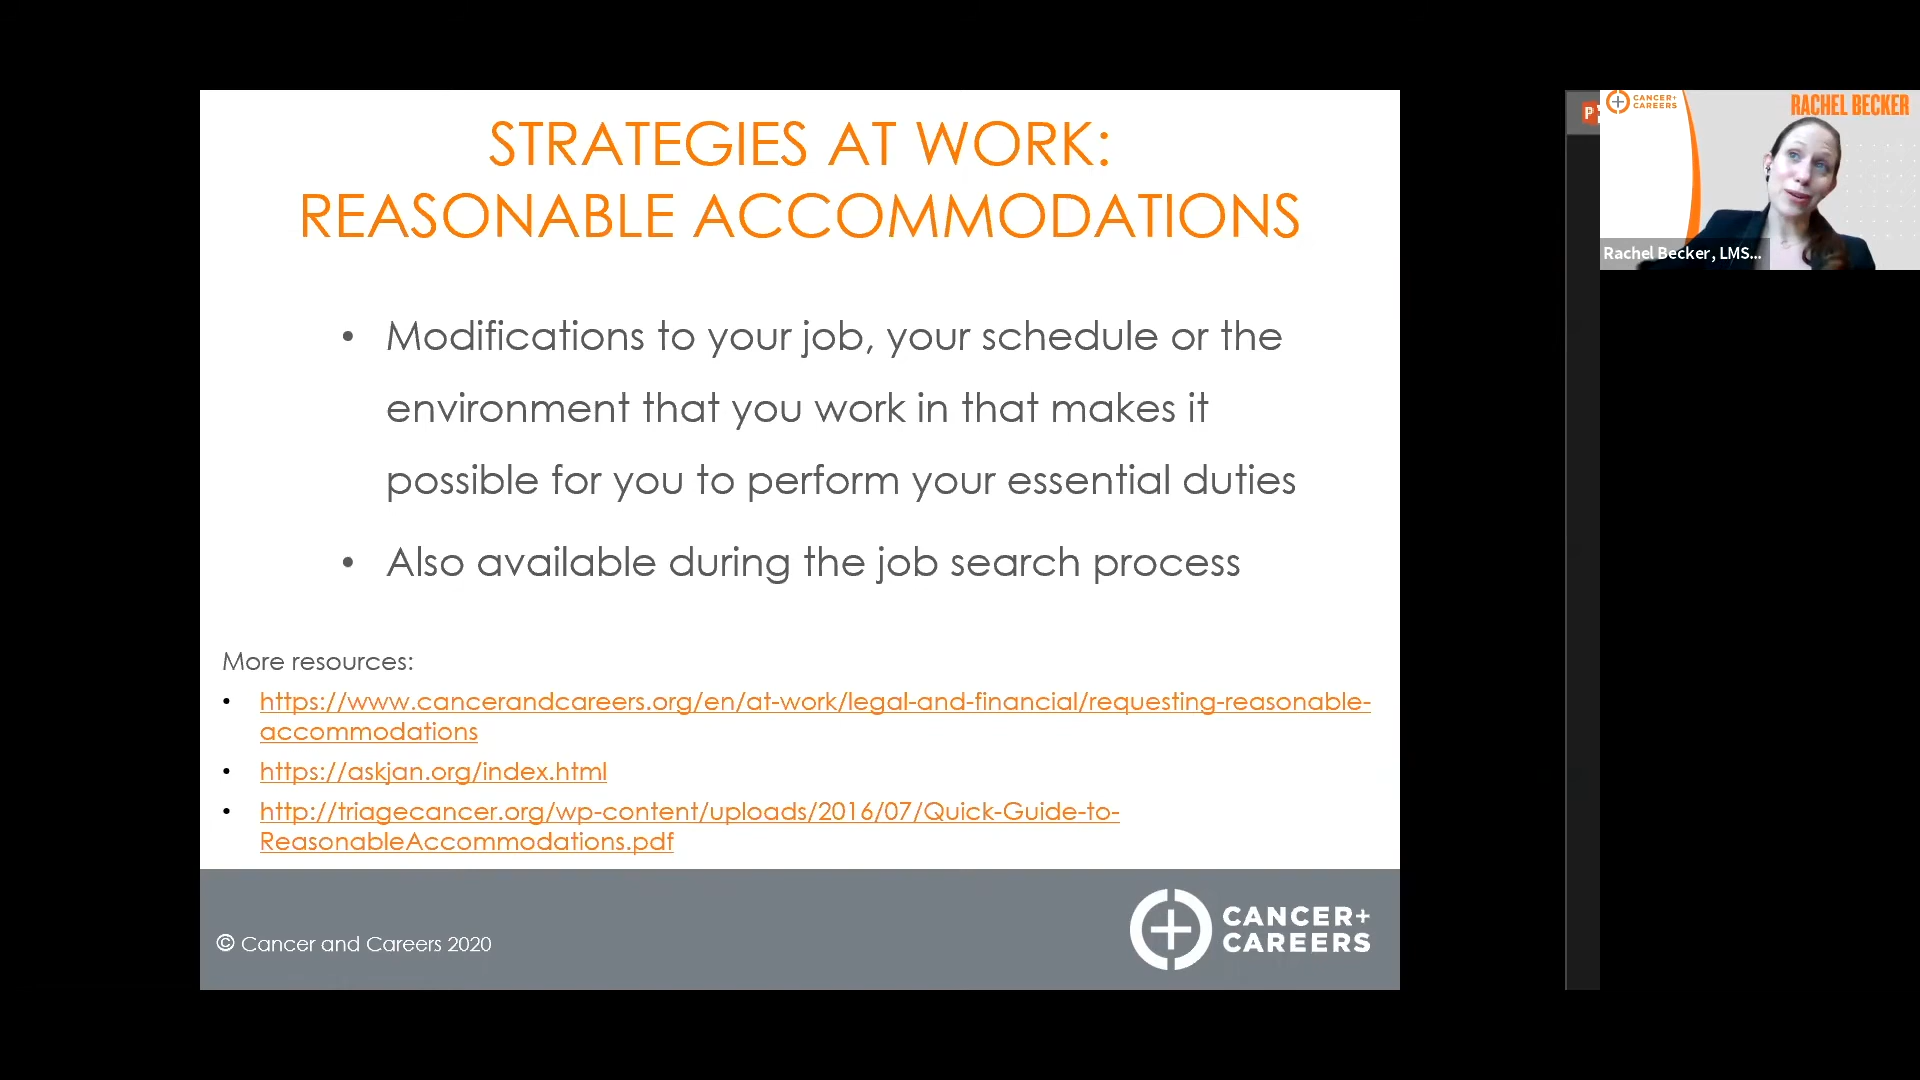 STRATEGIES AT WORK:
REASONABLE ACCOMMODATIONS
• Modifications to your job, your schedule or the
environment that you work in that makes it
possible for you to perform your essential duties
• Also available during the job search process
More resources:
• https://www.cancerandcareers.org/en/at-work/legal-and-financial/requesting-reasonable-
accommodations
• https://askjan.org/index.html
• http://triagecancer.org/wp-content/uploads/2016/07/Quick-Guide-to-
ReasonableAccommodations.pdf
© Cancer and Careers 2020
CANCER+
CAREERS
P
CANCER+
CAREERS
RACHEL BECKER
Rachel Becker, LMS...